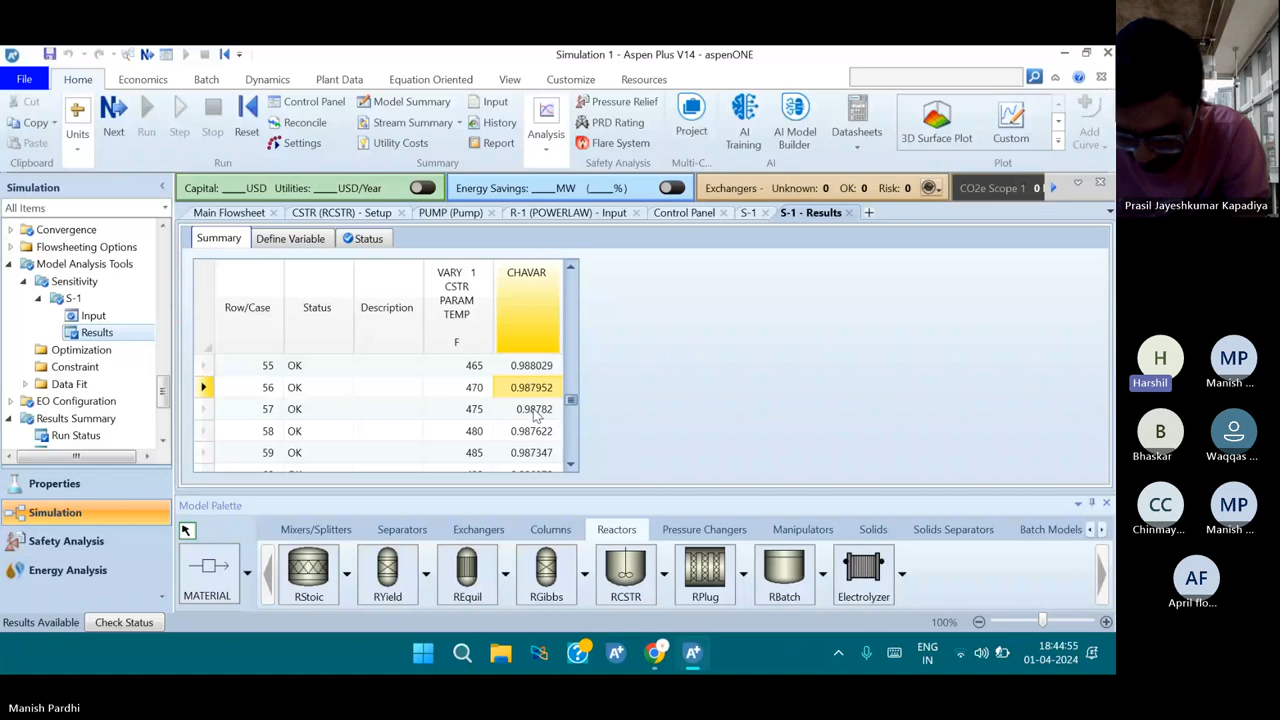 Simulation 1 - Aspen Plus V14 - aspenONE
File Home Economics Batch Dynamics Plant Data Equation Oriented View Customize Resources
Cut Copy Paste Clipboard
Units
Next Run Step Stop Reset Run
Control Panel Reconcile Settings
Model Summary Stream Summary Utility Costs Summary
Input History Report
Analysis
Pressure Relief PRD Rating Flare System Safety Analysis
Project Multi-C...
AI Training AI Model Builder AI
Datasheets
3D Surface Plot Custom Plot
Add Curve
Simulation
Capital: ____USD Utilities: ____USD/Year
Energy Savings: ____MW (____%)
Exchangers - Unknown: 0 OK: 0 Risk: 0
CO2e Scope 1 0
All Items
Main Flowsheet CSTR (RCSTR) - Setup PUMP (Pump) R-1 (POWERLAW) - Input Control Panel S-1 S-1 - Results
Convergence
Flowsheeting Options
Model Analysis Tools
Sensitivity
S-1
Input
Results
Optimization
Constraint
Data Fit
EO Configuration
Results Summary
Run Status
Summary Define Variable Status
Row/Case Status Description VARY 1 CSTR PARAM TEMP F CHAVAR
55 OK 465 0.988029
56 OK 470 0.987952
57 OK 475 0.98782
58 OK 480 0.987622
59 OK 485 0.987347
Properties
Simulation
Safety Analysis
Energy Analysis
Model Palette
Mixers/Splitters Separators Exchangers Columns Reactors Pressure Changers Manipulators Solids Solids Separators Batch Models
MATERIAL RStoic RYield REquil RGibbs RCSTR RPlug RBatch Electrolyzer
Results Available Check Status 100%
ENG
IN
18:44:55
01-04-2024
Prasil Jayeshkumar Kapadiya
H
Harshil
MP
Manish ...
B
Bhaskar
Waqqas ...
CC
Chinmay...
MP
Manish ...
AF
April flo...
Manish Pardhi